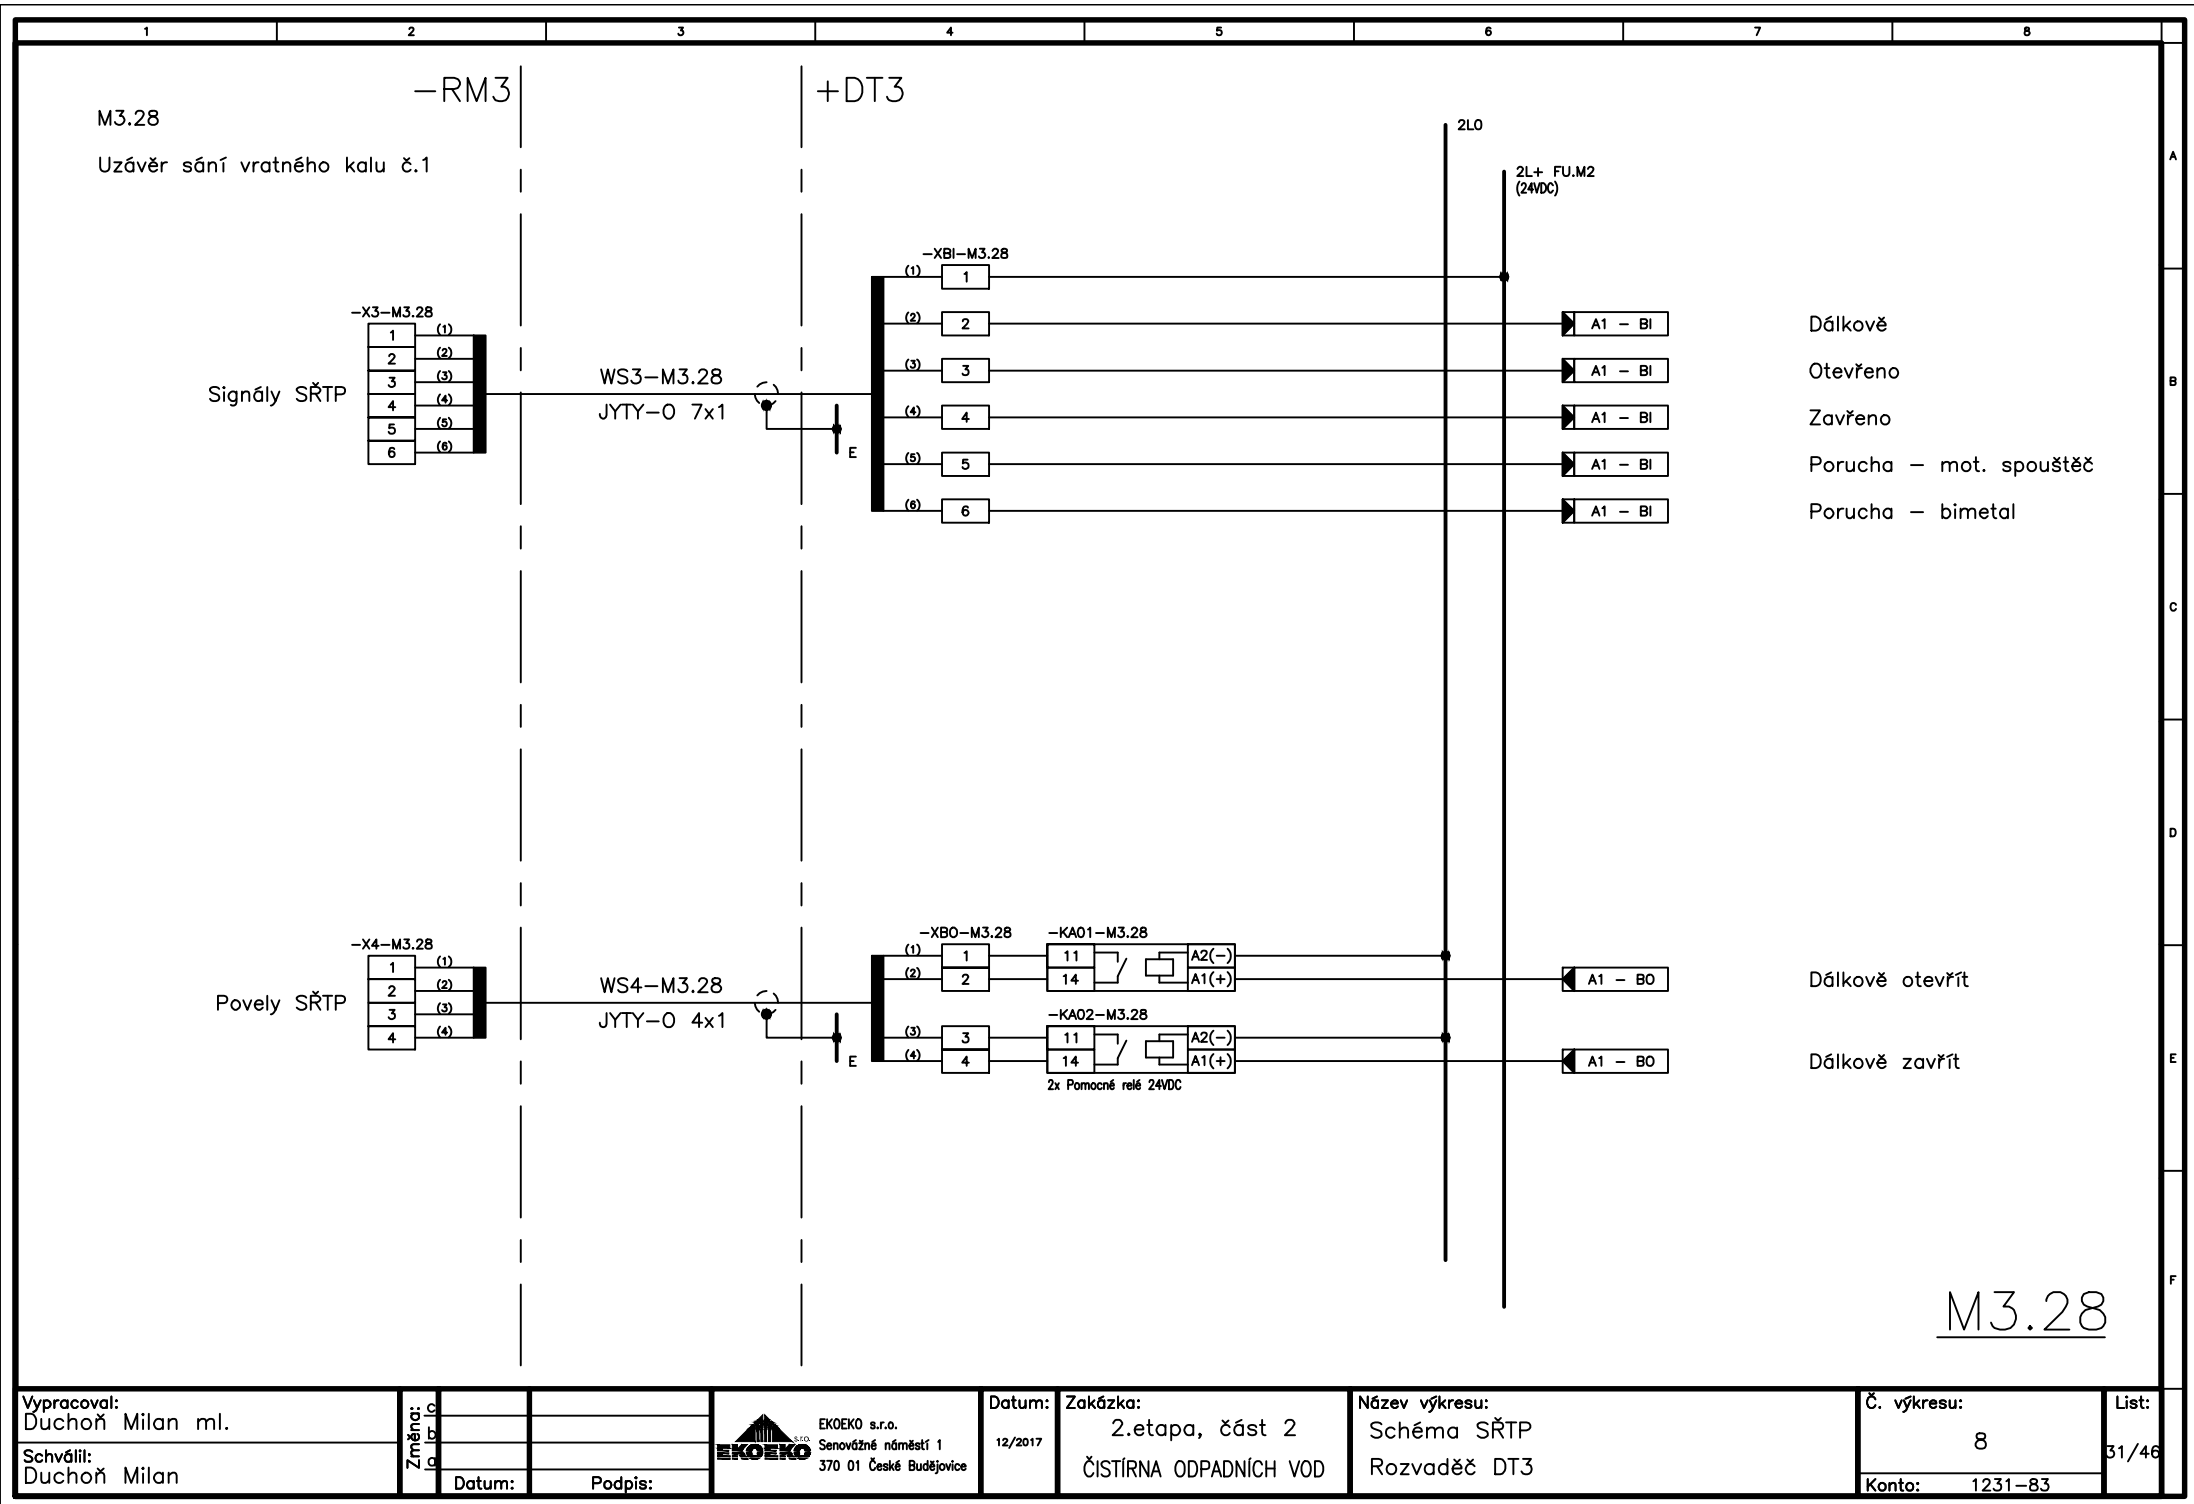 1 2 3 4 5 6 7 8
-RM3 +DT3
M3.28
2L0
Uzávěr sání vratného kalu č.1
A
2L+ FU.M2
(24VDC)
-XBI-M3.28
(1) 1
-X3-M3.28
1 (1)
2 (2)
3 (3)
4 (4)
5 (5)
6 (6)
Signály SŘTP
WS3-M3.28
JYTY-O 7x1
E
(2) 2 A1 - BI Dálkově
(3) 3 A1 - BI Otevřeno
B
(4) 4 A1 - BI Zavřeno
(5) 5 A1 - BI Porucha - mot. spouštěč
(6) 6 A1 - BI Porucha - bimetal
C
D
-X4-M3.28
1 (1)
2 (2)
3 (3)
4 (4)
Povely SŘTP
WS4-M3.28
JYTY-O 4x1
E
-XBO-M3.28 -KA01-M3.28
(1) 1 11 A2(-)
(2) 2 14 A1(+) A1 - BO Dálkově otevřít
-KA02-M3.28
(3) 3 11 A2(-)
(4) 4 14 A1(+) A1 - BO Dálkově zavřít
E
2x Pomocné relé 24VDC
F
M3.28
Vypracoval:
Duchoň Milan ml.
Schválil:
Duchoň Milan
Změna:
c
b
a
Datum: Podpis:
EKOEKO s.r.o.
EKOEKO s.r.o.
Senovážné náměstí 1
370 01 České Budějovice
Datum:
12/2017
Zakázka:
2.etapa, část 2
ČISTÍRNA ODPADNÍCH VOD
Název výkresu:
Schéma SŘTP
Rozvaděč DT3
Č. výkresu:
8
Konto: 1231-83
List:
31/46